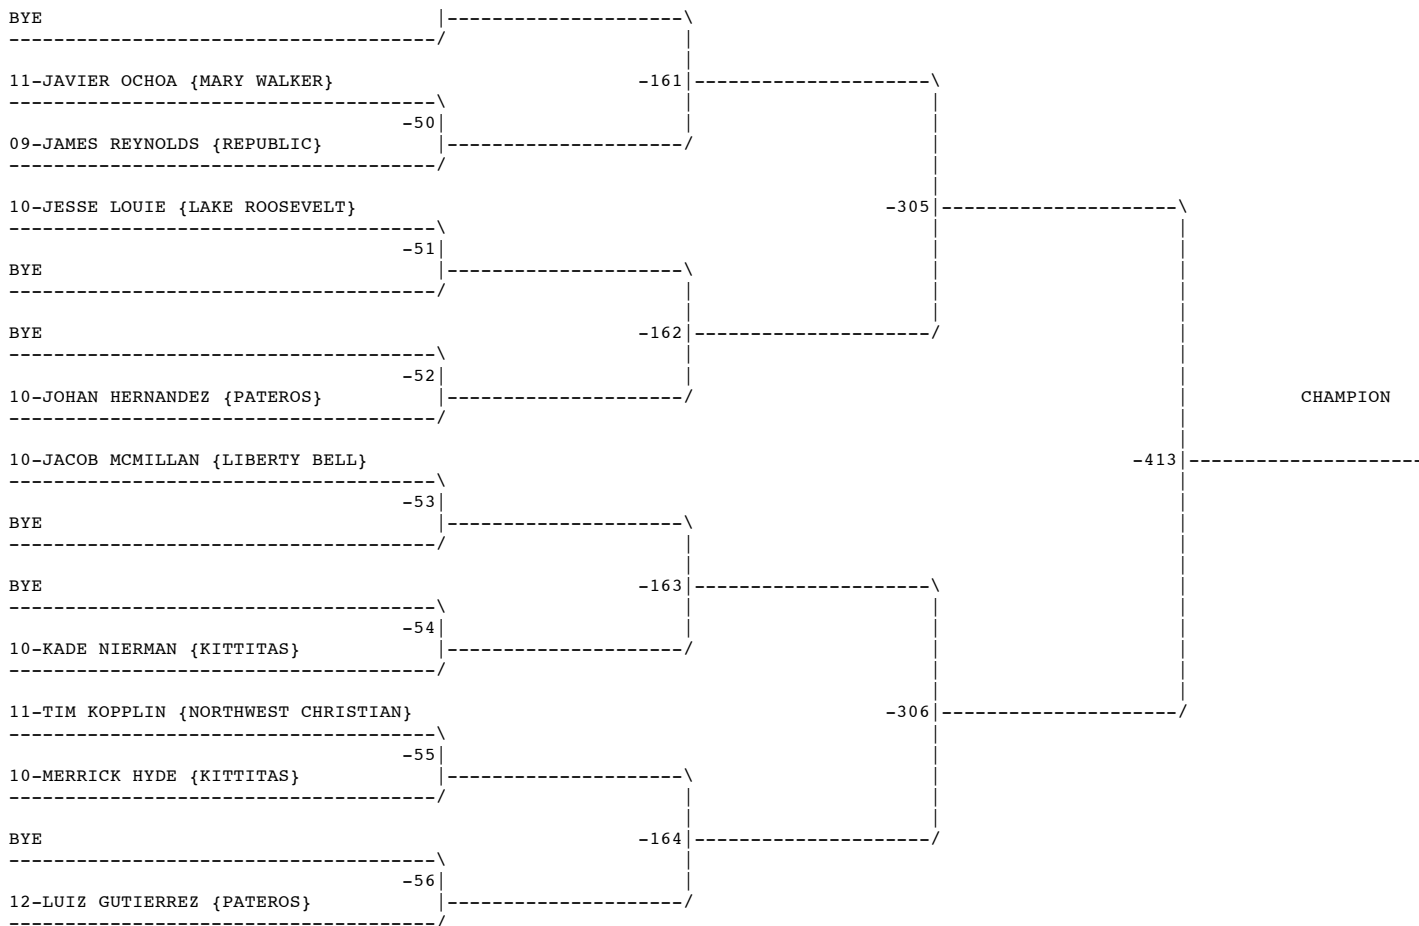 BYE
11-JAVIER OCHOA {MARY WALKER}
-161
-50
09-JAMES REYNOLDS {REPUBLIC}
10-JESSE LOUIE {LAKE ROOSEVELT}
-305
-51
BYE
BYE
-162
-52
10-JOHAN HERNANDEZ {PATEROS}
CHAMPION
10-JACOB MCMILLAN {LIBERTY BELL}
-413
-53
BYE
BYE
-163
-54
10-KADE NIERMAN {KITTITAS}
11-TIM KOPPLIN {NORTHWEST CHRISTIAN}
-306
-55
10-MERRICK HYDE {KITTITAS}
BYE
-164
-56
12-LUIZ GUTIERREZ {PATEROS}